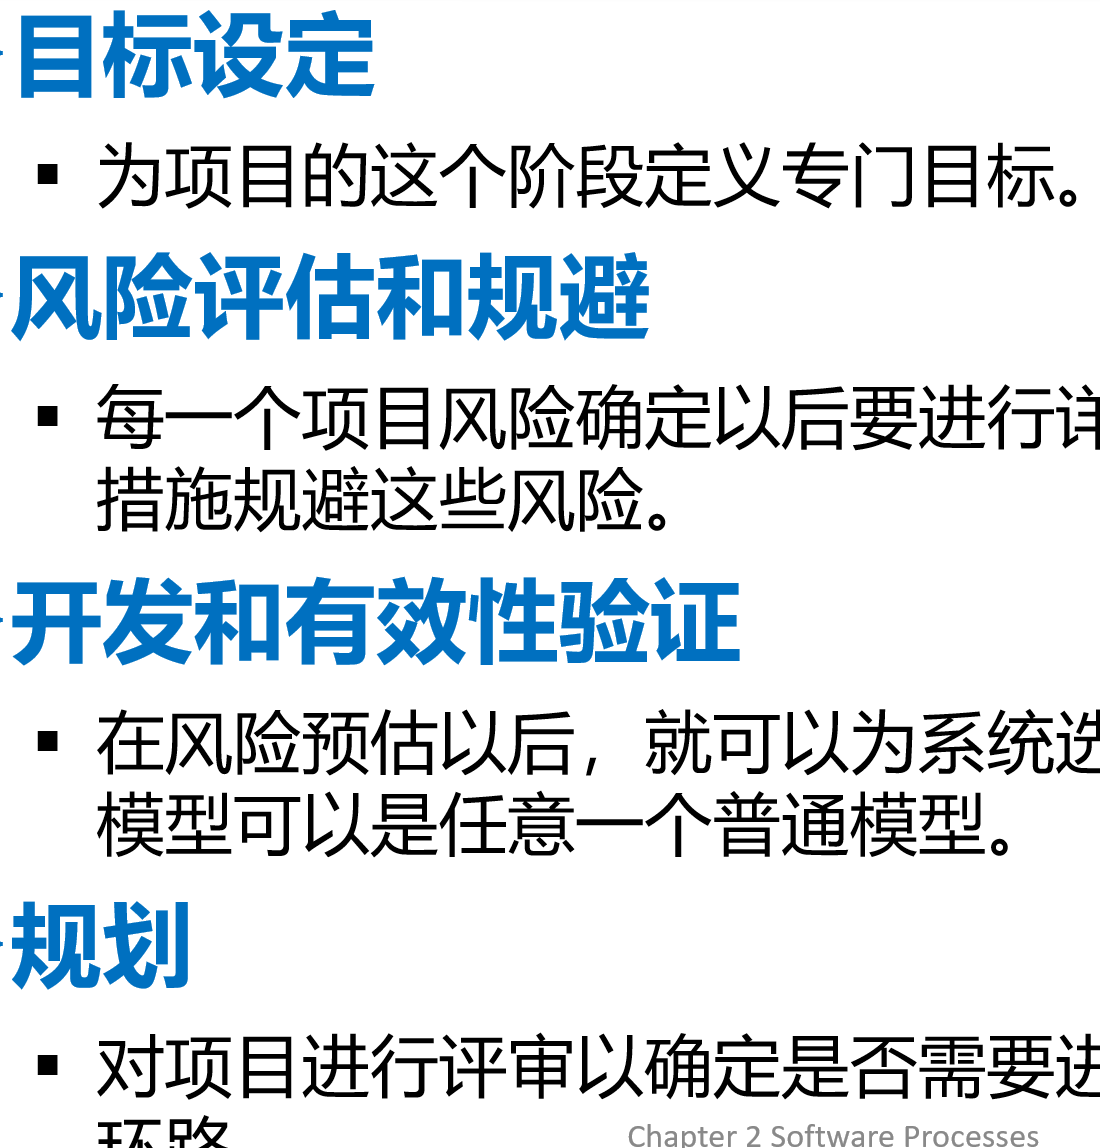 目标设定
▪ 为项目的这个阶段定义专门目标。
风险评估和规避
▪ 每一个项目风险确定以后要进行详
措施规避这些风险。
开发和有效性验证
▪ 在风险预估以后，就可以为系统选
模型可以是任意一个普通模型。
规划
▪ 对项目进行评审以确定是否需要进
环路
Chapter 2 Software Processes